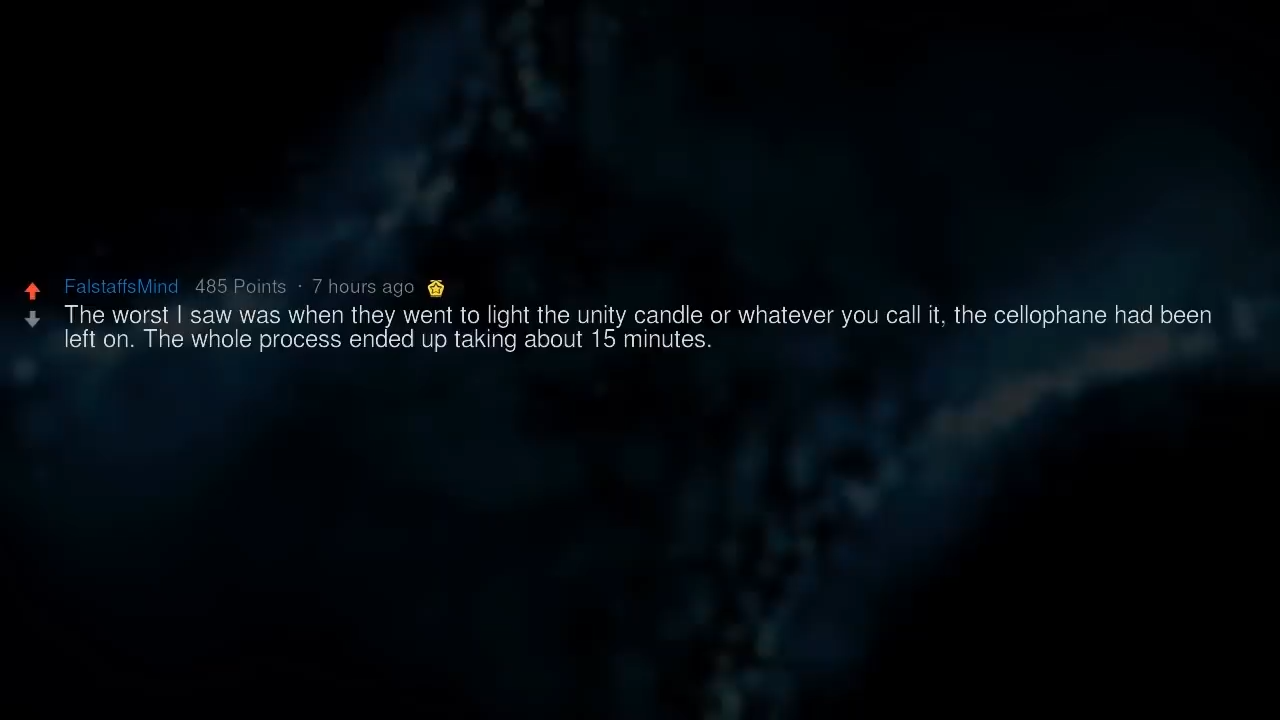 FalstaffsMind 485 Points · 7 hours ago
The worst I saw was when they went to light the unity candle or whatever you call it, the cellophane had been
left on. The whole process ended up taking about 15 minutes.